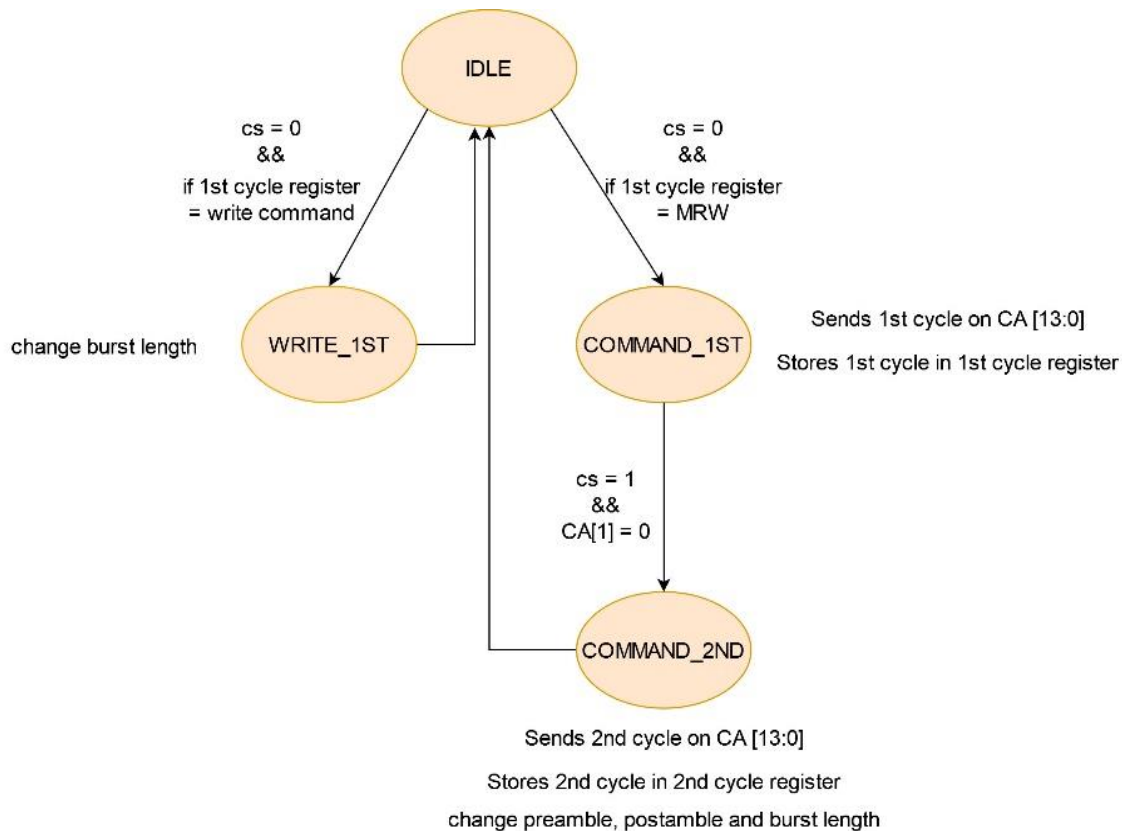 IDLE
cs = 0
&&
if 1st cycle register
= write command
cs = 0
&&
if 1st cycle register
= MRW
change burst length
WRITE_1ST
COMMAND_1ST
Sends 1st cycle on CA [13:0]
Stores 1st cycle in 1st cycle register
cs = 1
&&
CA[1] = 0
COMMAND_2ND
Sends 2nd cycle on CA [13:0]
Stores 2nd cycle in 2nd cycle register
change preamble, postamble and burst length